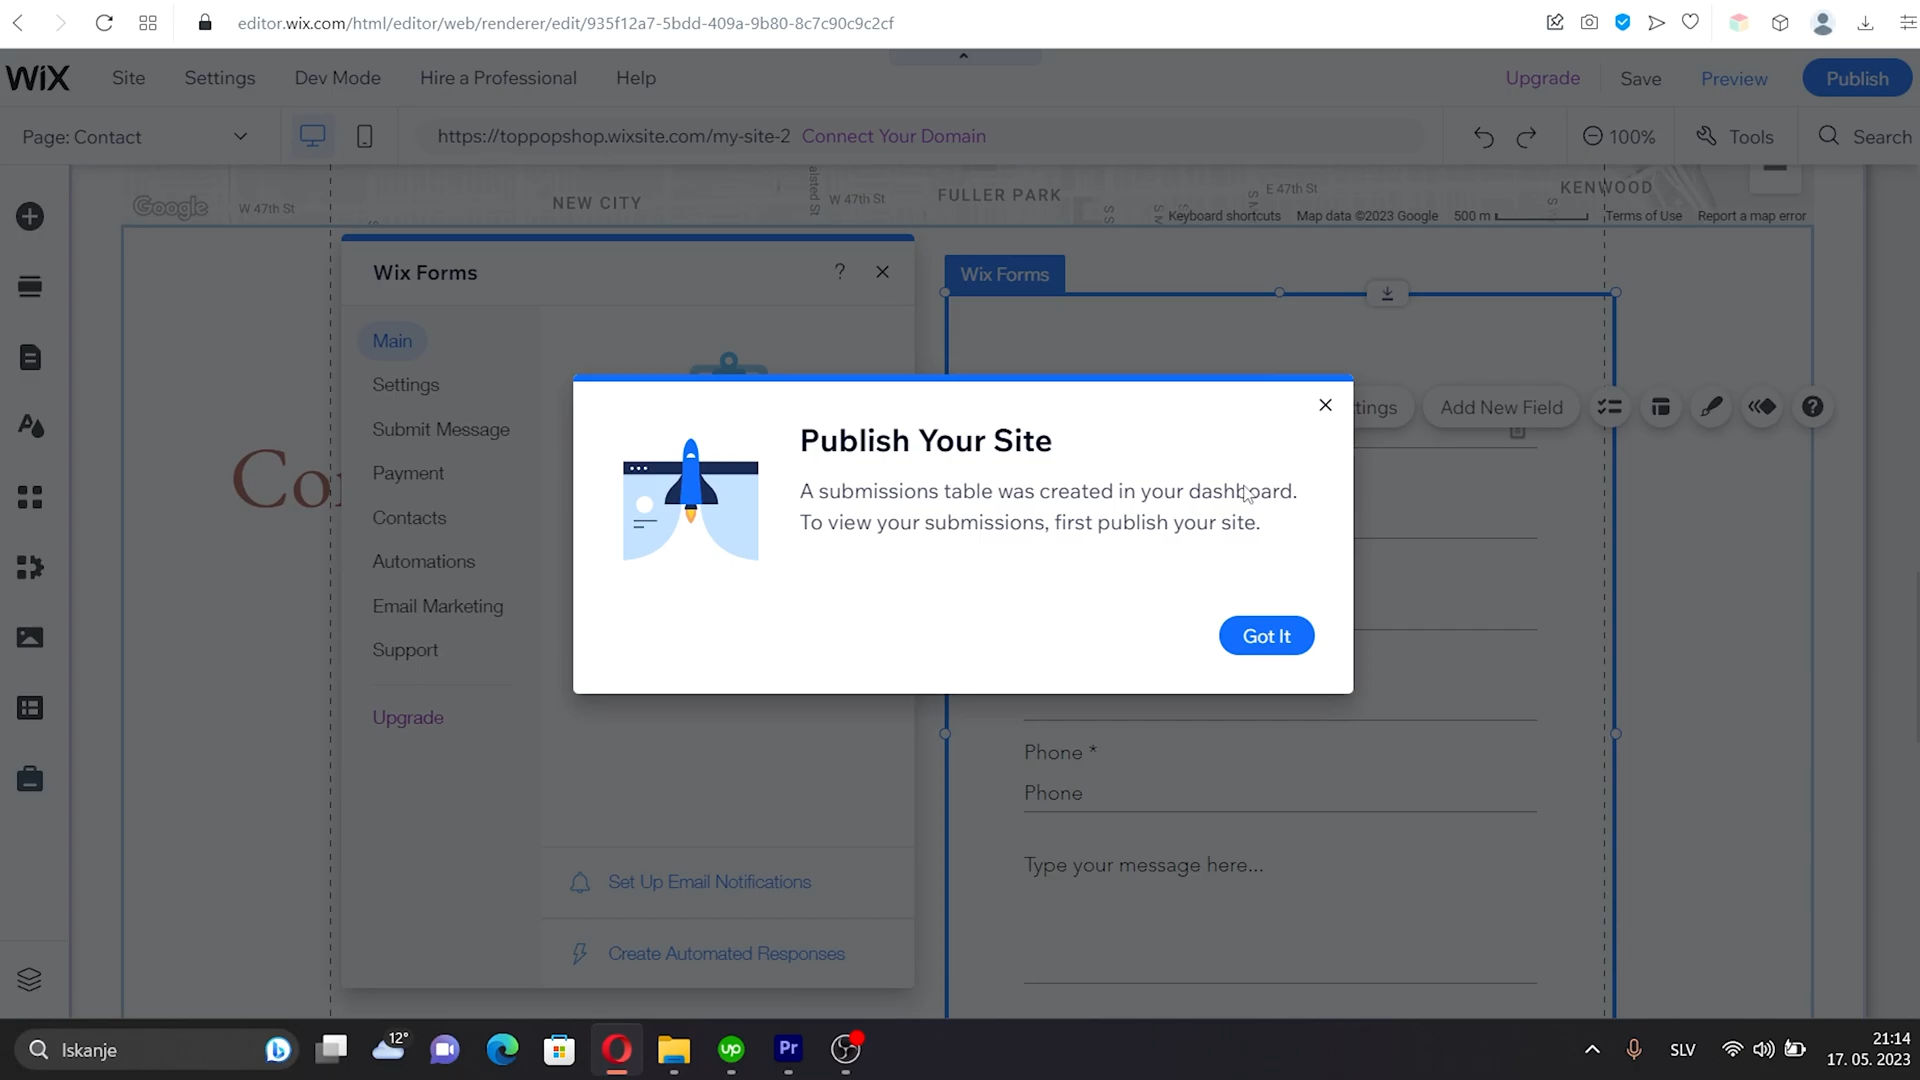 editor.wix.com/html/editor/web/renderer/edit/935f12a7-5bdd-409a-9b80-8c7c90c9c2cf
WiX
Site
Settings
Dev Mode
Hire a Professional
Help
Upgrade
Save
Preview
Publish
Page: Contact
https://toppopshop.wixsite.com/my-site-2
Connect Your Domain
100%
Tools
Search
Google
W 47th St
NEW CITY
W 47th St
FULLER PARK
E 47th St
KENWOOD
Keyboard shortcuts
Map data ©2023 Google
500 m
Terms of Use
Report a map error
Wix Forms
?
Wix Forms
Main
Settings
Submit Message
Payment
Contacts
Automations
Email Marketing
Support
Upgrade
Add New Field
Publish Your Site
A submissions table was created in your dashboard.
To view your submissions, first publish your site.
Got It
Phone *
Phone
Type your message here...
Set Up Email Notifications
Create Automated Responses
Iskanje
12°
up
Pr
SLV
21:14
17. 05. 2023